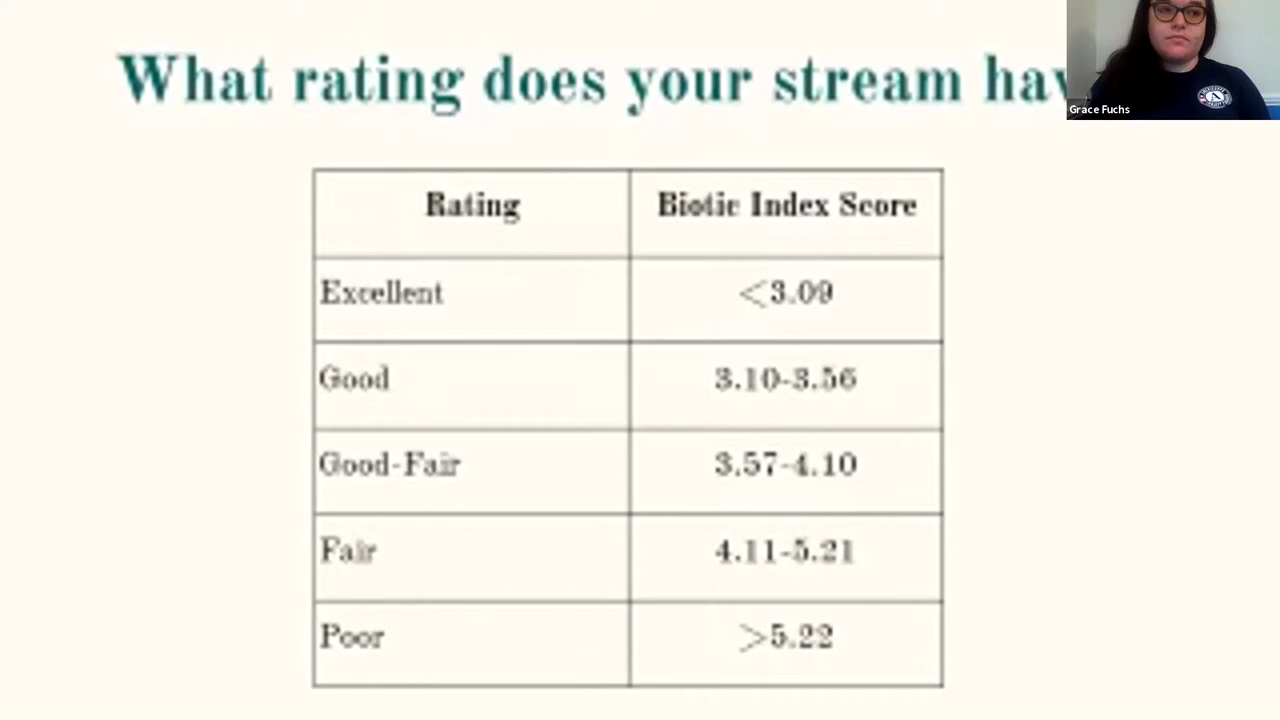 What rating does your stream hav
Grace Fuchs
Rating Biotic Index Score
Excellent <3.09
Good 3.10-3.56
Good-Fair 3.57-4.10
Fair 4.11-5.21
Poor >5.22